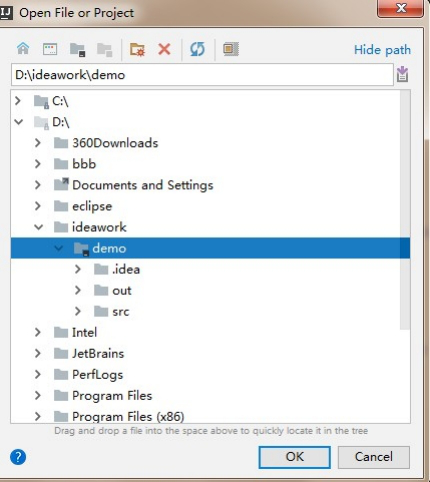 IJ Open File or Project
Hide path
D:\ideawork\demo
C:\
D:\
360Downloads
bbb
Documents and Settings
eclipse
ideawork
demo
.idea
out
src
Intel
JetBrains
PerfLogs
Program Files
Program Files (x86)
Drag and drop a file into the space above to quickly locate it in the tree
? OK Cancel